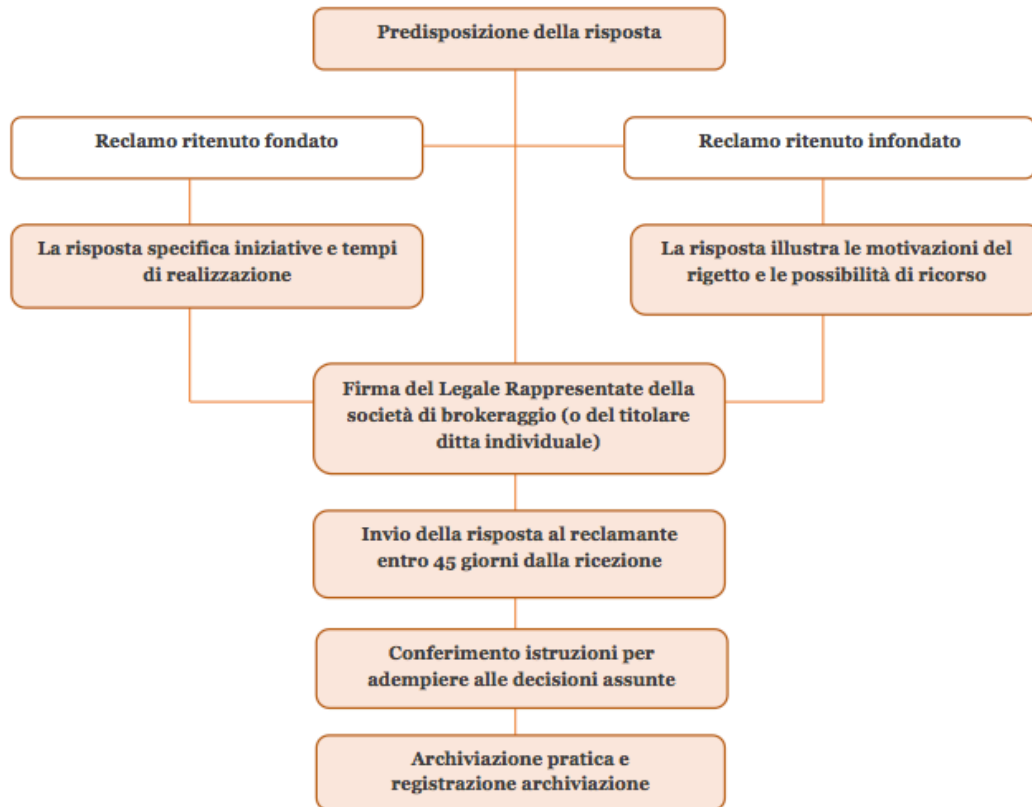 Predisposizione della risposta
Reclamo ritenuto fondato
Reclamo ritenuto infondato
La risposta specifica iniziative e tempi
di realizzazione
La risposta illustra le motivazioni del
rigetto e le possibilità di ricorso
Firma del Legale Rappresentate della
società di brokeraggio (o del titolare
ditta individuale)
Invio della risposta al reclamante
entro 45 giorni dalla ricezione
Conferimento istruzioni per
adempiere alle decisioni assunte
Archiviazione pratica e
registrazione archiviazione